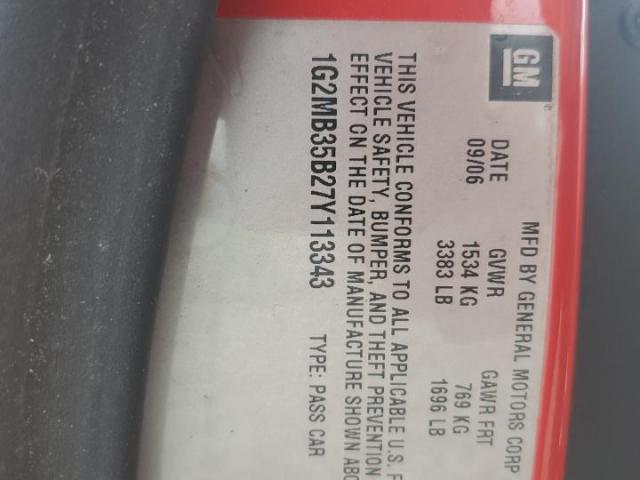 GM
MFD BY GENERAL MOTORS CORP
DATE GVWR GAWR FRT
09/06 1534 KG 769 KG
3383 LB 1696 LB
THIS VEHICLE CONFORMS TO ALL APPLICABLE U.S. F
VEHICLE SAFETY, BUMPER, AND THEFT PREVENTION
EFFECT ON THE DATE OF MANUFACTURE SHOWN ABO
1G2MB35B27Y113343 TYPE: PASS CAR